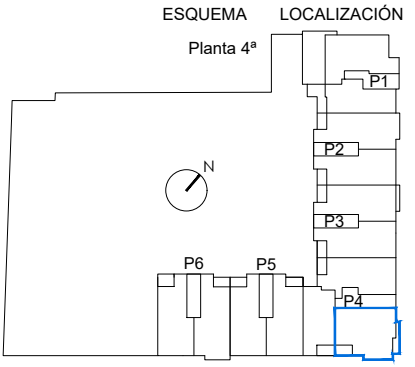 ESQUEMA LOCALIZACIÓN
Planta 4ª
P1
P2
N
P3
P6 P5
P4